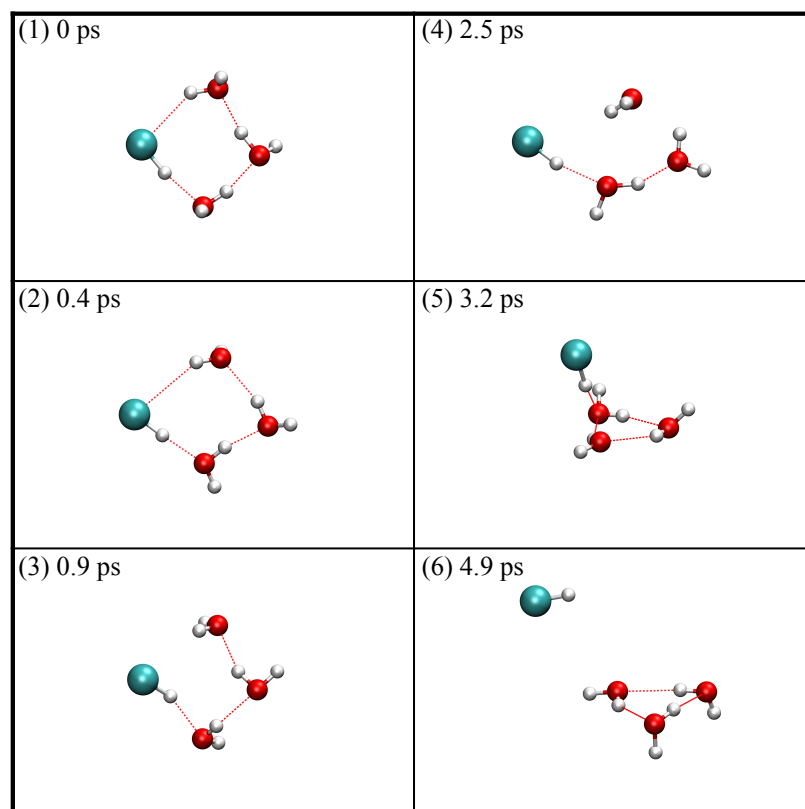 (1) 0 ps
(4) 2.5 ps
(2) 0.4 ps
(5) 3.2 ps
(3) 0.9 ps
(6) 4.9 ps